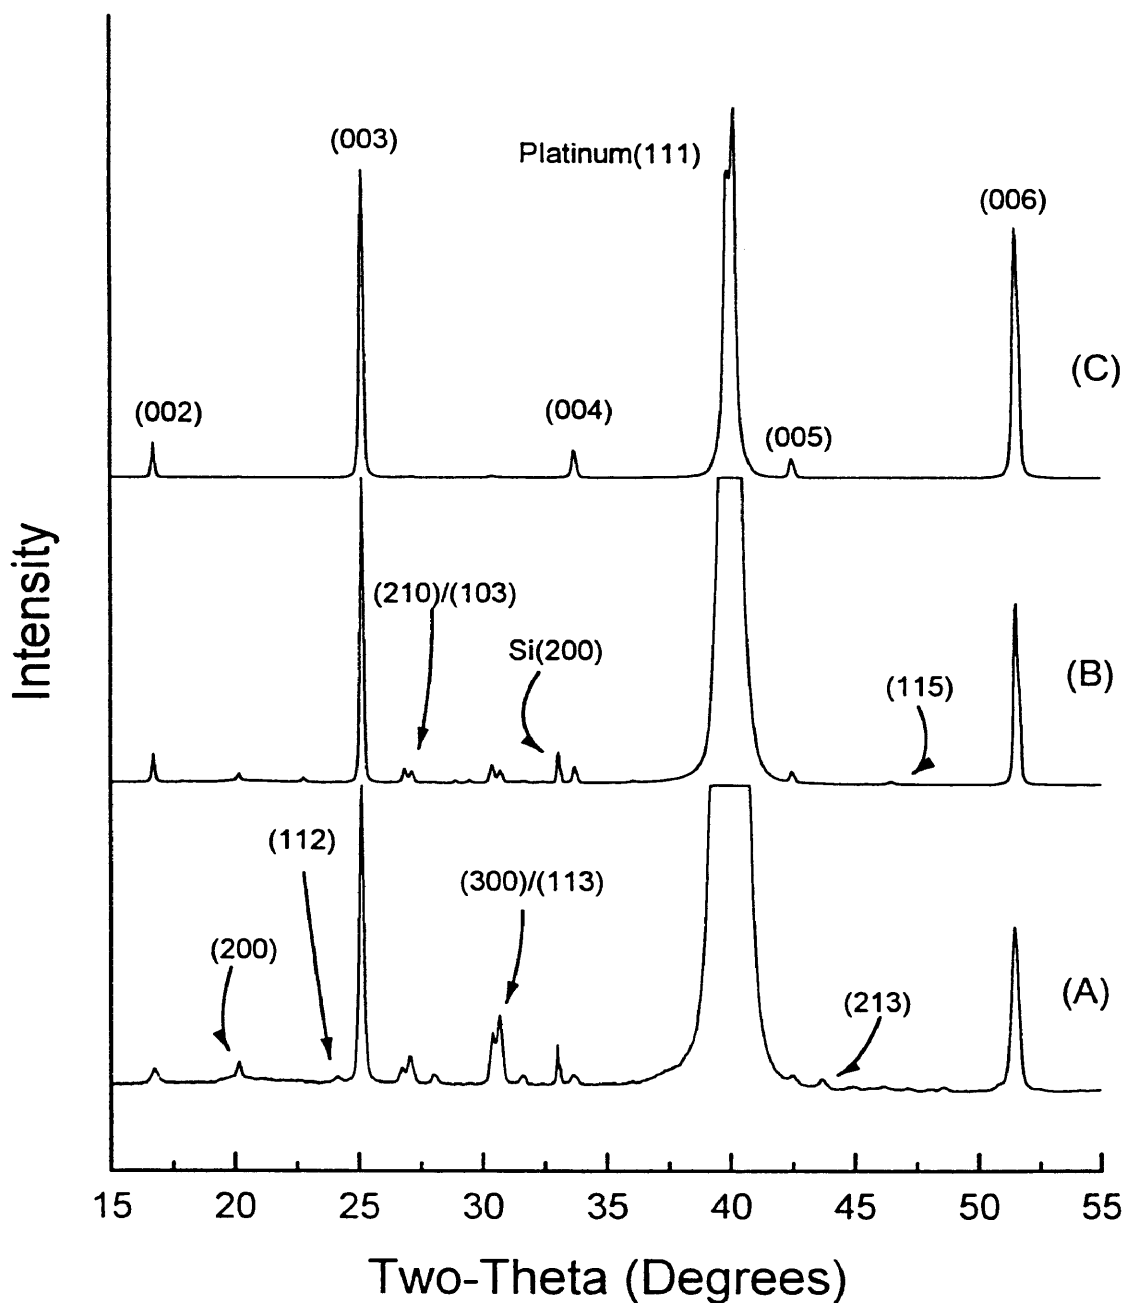 (003)
Platinum(111)
(006)
(C)
(002)
(004)
(005)
Intensity
(210)/(103)
Si(200)
(115)
(B)
(112)
(300)/(113)
(200)
(213)
(A)
15 20 25 30 35 40 45 50 55
Two-Theta (Degrees)